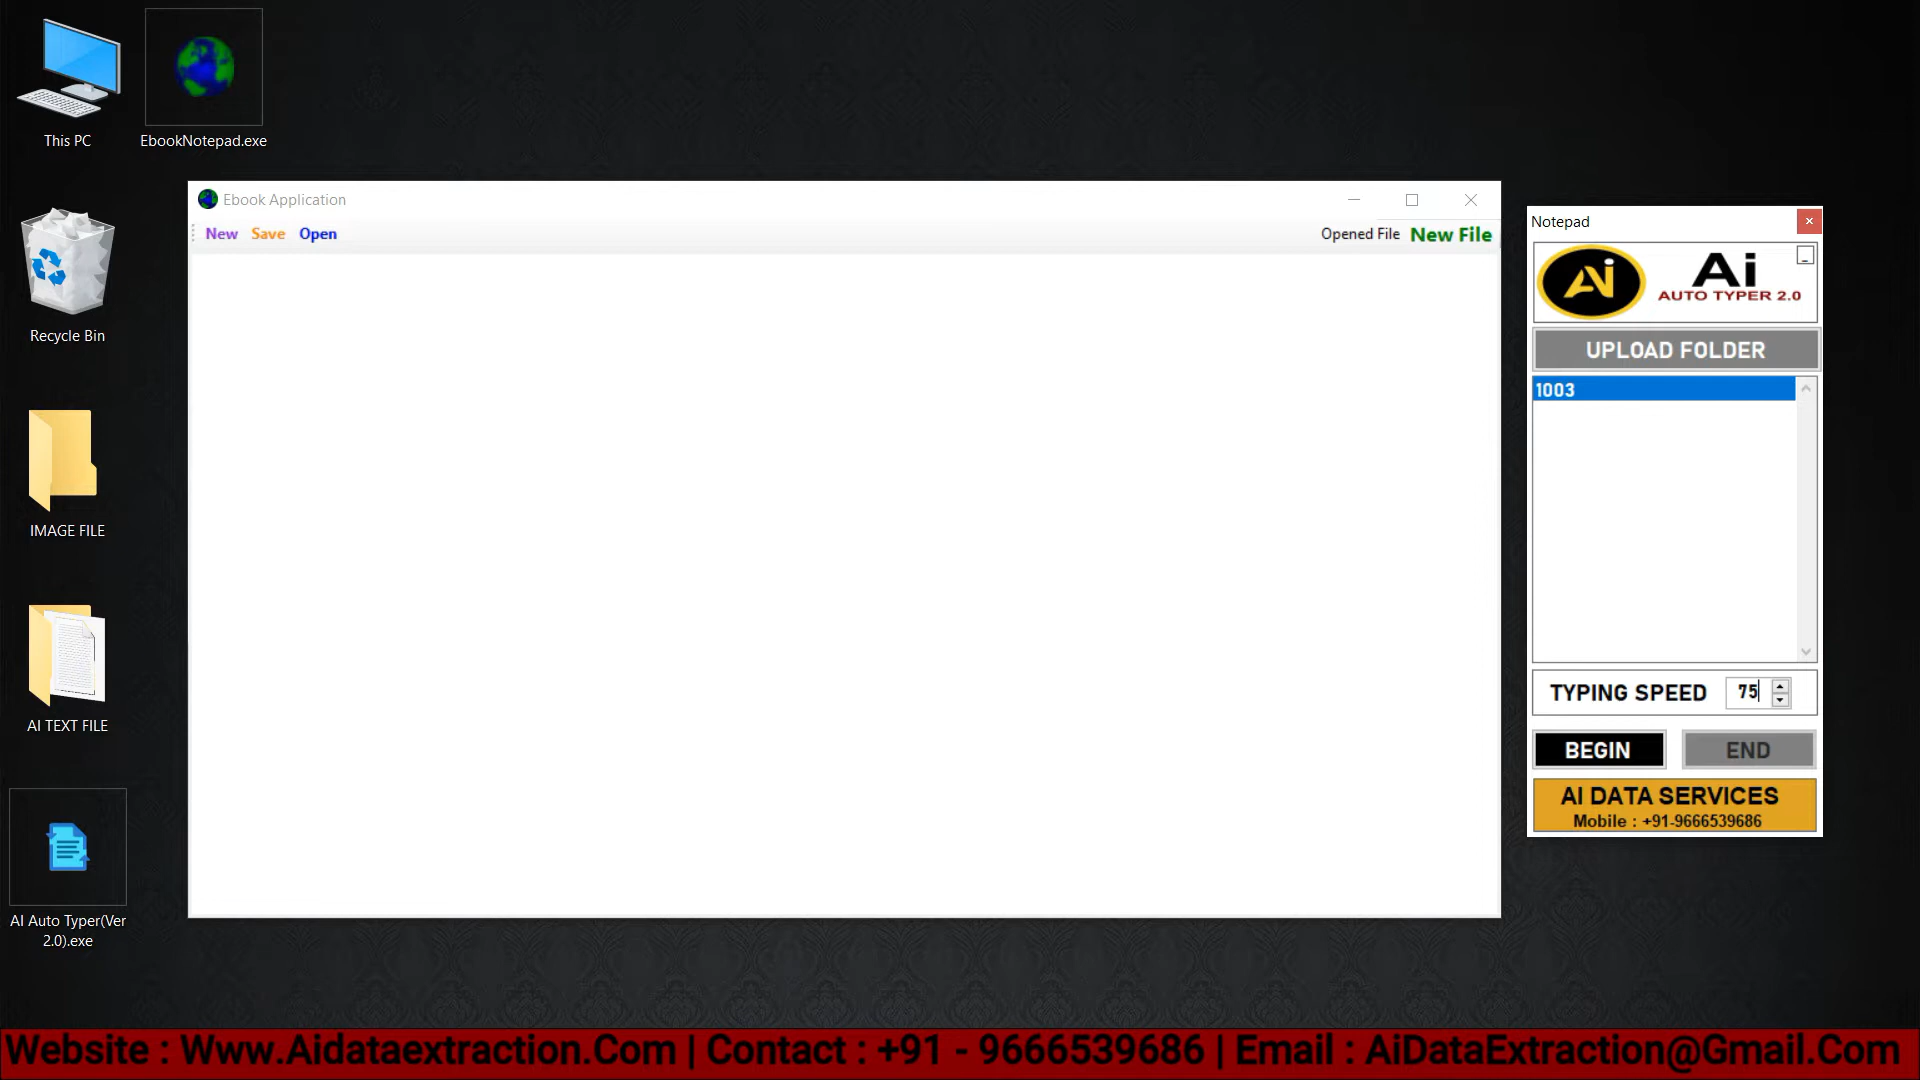 This PC
EbookNotepad.exe
Recycle Bin
IMAGE FILE
AI TEXT FILE
AI Auto Typer(Ver
2.0).exe
Ebook Application
New Save Open
Opened File New File
Notepad
Ai
Ai
AUTO TYPER 2.0
UPLOAD FOLDER
1003
TYPING SPEED 75
BEGIN END
AI DATA SERVICES
Mobile : +91-9666539686
Website : Www.Aidataextraction.Com | Contact : +91 - 9666539686 | Email : AiDataExtraction@Gmail.Com